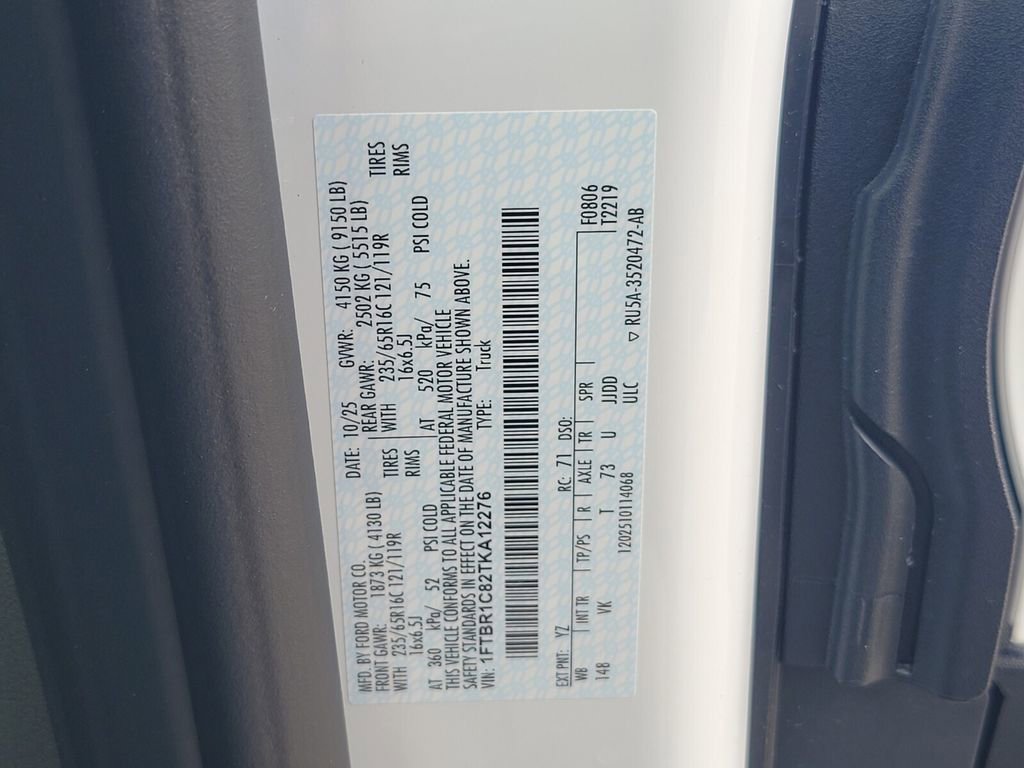 MFD. BY FORD MOTOR CO. DATE: 10/25 GVWR: 4150 KG ( 9150 LB)
FRONT GAWR: 1873 KG ( 4130 LB) REAR GAWR: 2502 KG ( 5515 LB)
WITH 235/65R16C 121/119R TIRES WITH 235/65R16C 121/119R TIRES
16x6.5J RIMS 16x6.5J RIMS
AT 360 kPa/ 52 PSI COLD AT 520 kPa/ 75 PSI COLD
THIS VEHICLE CONFORMS TO ALL APPLICABLE FEDERAL MOTOR VEHICLE
SAFETY STANDARDS IN EFFECT ON THE DATE OF MANUFACTURE SHOWN ABOVE.
VIN: 1FTBR1C82TKA12276 TYPE: Truck
EXT PNT: YZ RC: 71 DSO: F0806
WB INT TR TP/PS R AXLE TR SPR T2219
148 VK T 73 U JJDD
ULC
120251011406B ▽ RU5A-3520472-AB